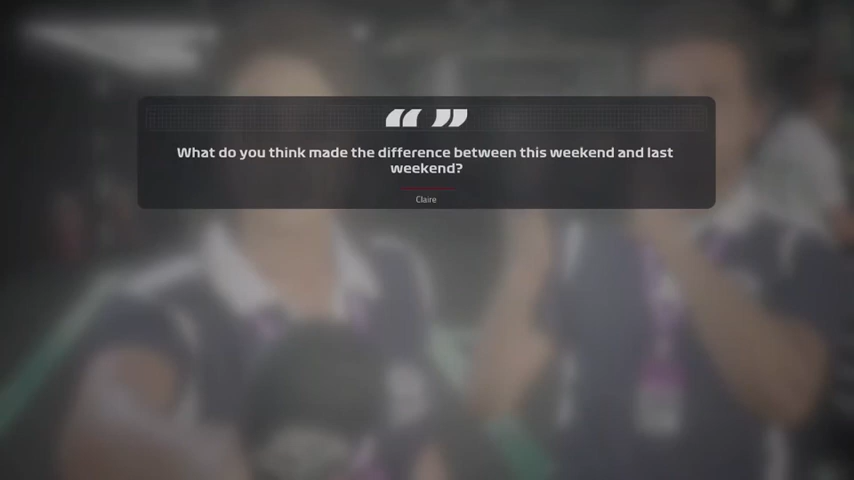 What do you think made the difference between this weekend and last
weekend?
Claire